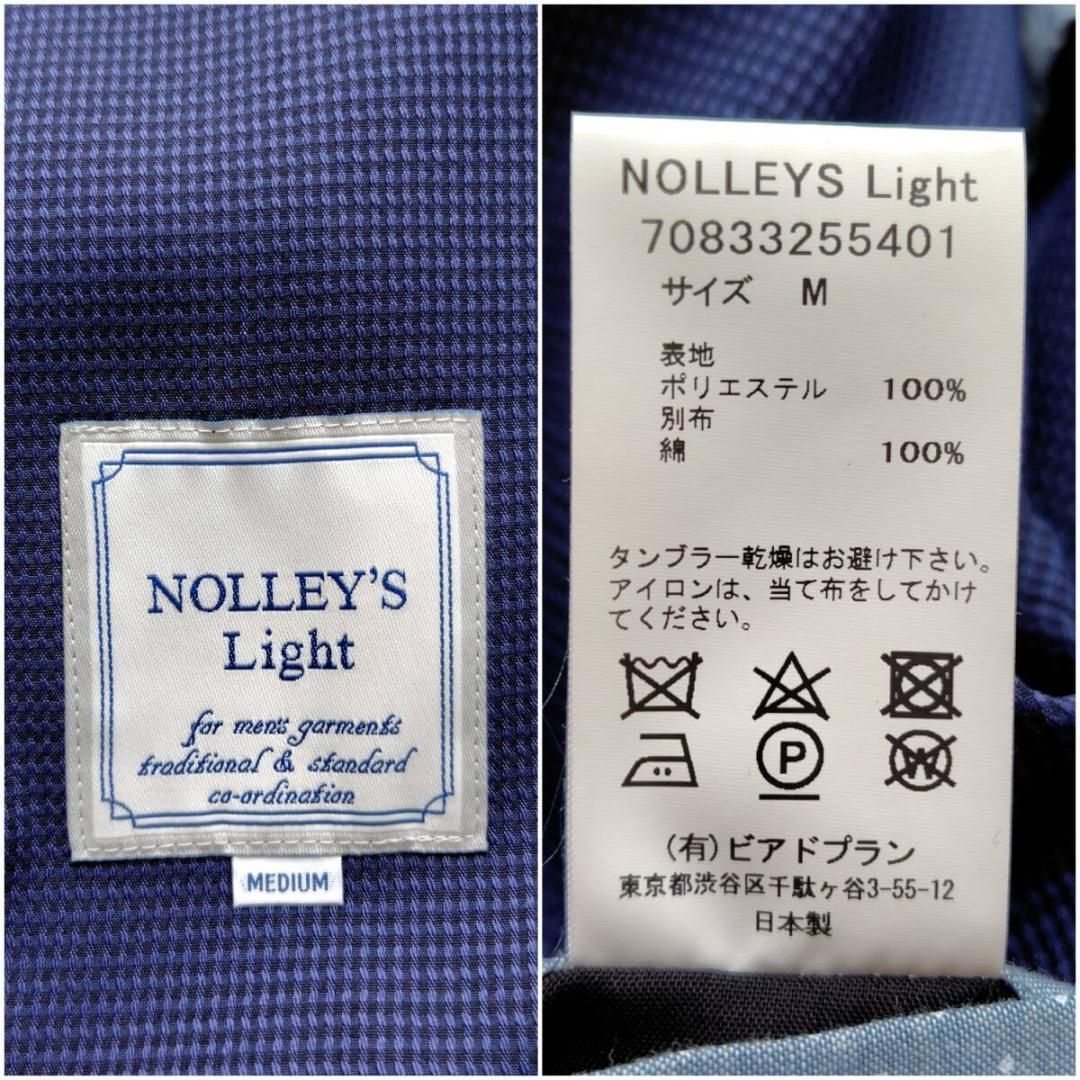 NOLLEY'S
Light
for men's garments
traditional & standard
co-ordination
MEDIUM
NOLLEYS Light
70833255401
サイズ M
表地
ポリエステル 100%
別布
綿 100%
タンブラー乾燥はお避け下さい。
アイロンは、当て布をしてかけ
てください。
P
W
(有)ビアドプラン
東京都渋谷区千駄ヶ谷3-55-12
日本製